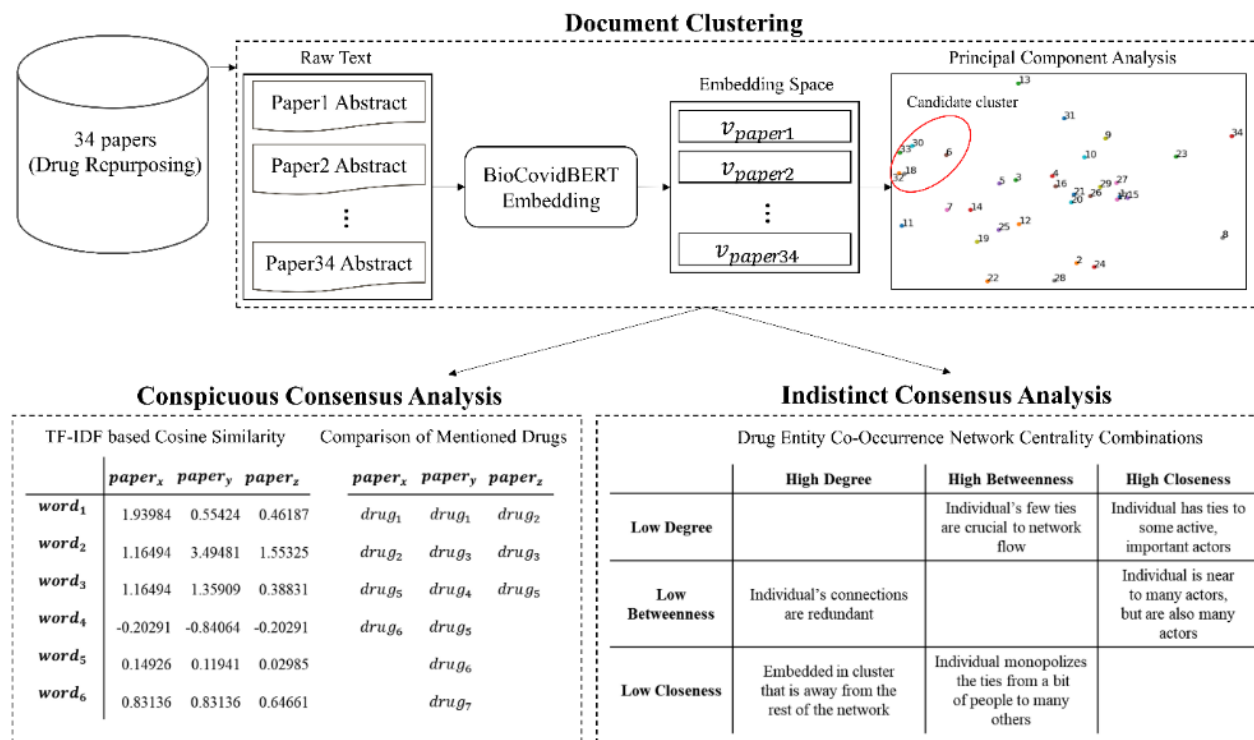 Document Clustering
34 papers
(Drug Repurposing)
Raw Text
Paper1 Abstract
Paper2 Abstract
⋮
Paper34 Abstract
BioCovidBERT
Embedding
Embedding Space
v_paper1
v_paper2
⋮
v_paper34
Principal Component Analysis
Candidate cluster
13
31
9
34
30
33
6
10
23
18
32
5
3
4
16
27
29
21
26
15
20
7
14
11
25
12
19
8
2
24
22
28
Conspicuous Consensus Analysis
TF-IDF based Cosine Similarity
paper_x paper_y paper_z
word_1 1.93984 0.55424 0.46187
word_2 1.16494 3.49481 1.55325
word_3 1.16494 1.35909 0.38831
word_4 -0.20291 -0.84064 -0.20291
word_5 0.14926 0.11941 0.02985
word_6 0.83136 0.83136 0.64661
Comparison of Mentioned Drugs
paper_x paper_y paper_z
drug_1 drug_1 drug_2
drug_2 drug_3 drug_3
drug_5 drug_4 drug_5
drug_6 drug_5
drug_6
drug_7
Indistinct Consensus Analysis
Drug Entity Co-Occurrence Network Centrality Combinations
High Degree High Betweenness High Closeness
Low Degree
Individual's few ties
are crucial to network
flow
Individual has ties to
some active,
important actors
Low
Betweenness
Individual's connections
are redundant
Individual is near
to many actors,
but are also many
actors
Low Closeness
Embedded in cluster
that is away from the
rest of the network
Individual monopolizes
the ties from a bit
of people to many
others